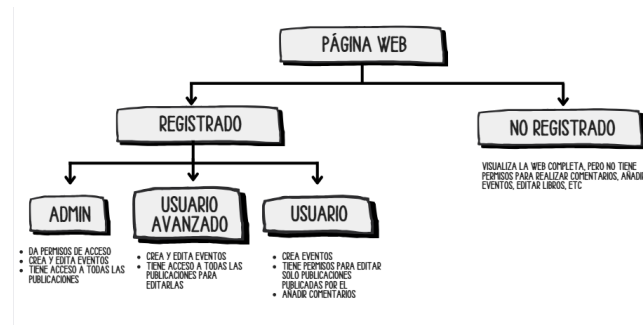 PÁGINA WEB
REGISTRADO
NO REGISTRADO
VISUALIZA LA WEB COMPLETA, PERO NO TIENE
PERMISOS PARA REALIZAR COMENTARIOS, AÑADIR
EVENTOS, EDITAR LIBROS, ETC
ADMIN
• DA PERMISOS DE ACCESO
• CREA Y EDITA EVENTOS
• TIENE ACCESO A TODAS LAS
PUBLICACIONES
USUARIO
AVANZADO
• CREA Y EDITA EVENTOS
• TIENE ACCESO A TODAS LAS
PUBLICACIONES PARA
EDITARLAS
USUARIO
• CREA EVENTOS
• TIENE PERMISOS PARA EDITAR
SOLO PUBLICACIONES
PUBLICADAS POR EL
• AÑADIR COMENTARIOS